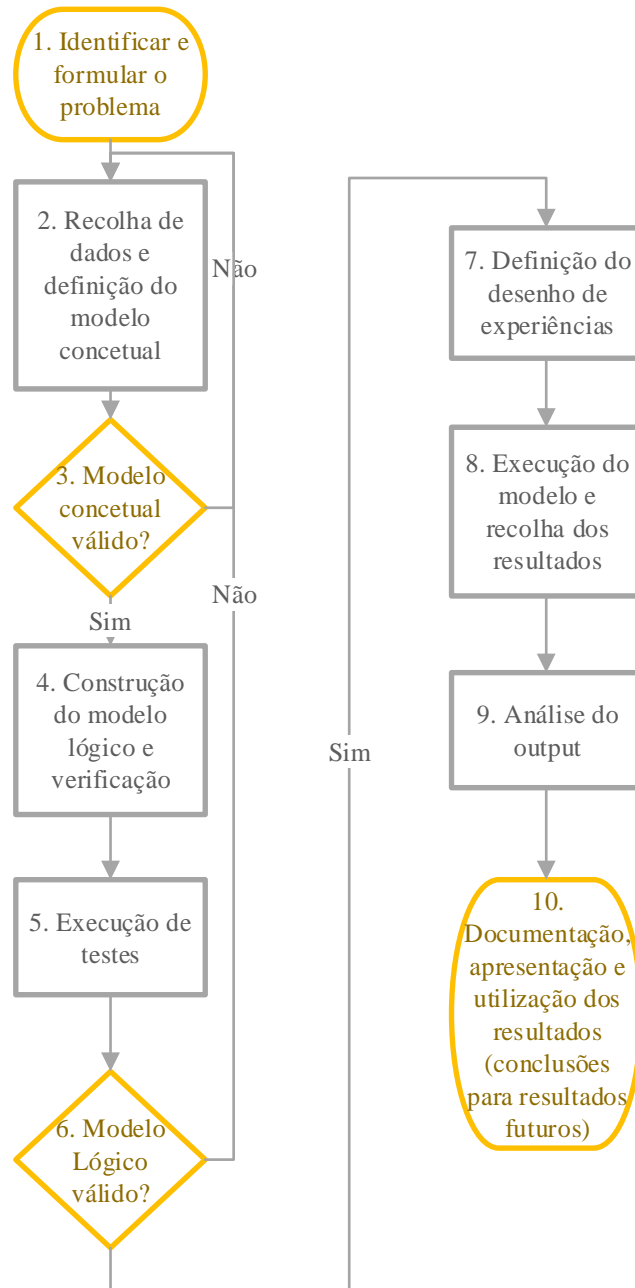 1. Identificar e
formular o
problema
2. Recolha de
dados e
definição do
modelo
concetual
Não
3. Modelo
concetual
válido?
Não
Sim
4. Construção
do modelo
lógico e
verificação
5. Execução de
testes
6. Modelo
Lógico
válido?
Sim
7. Definição do
desenho de
experiências
8. Execução do
modelo e
recolha dos
resultados
9. Análise do
output
10.
Documentação,
apresentação e
utilização dos
resultados
(conclusões
para resultados
futuros)